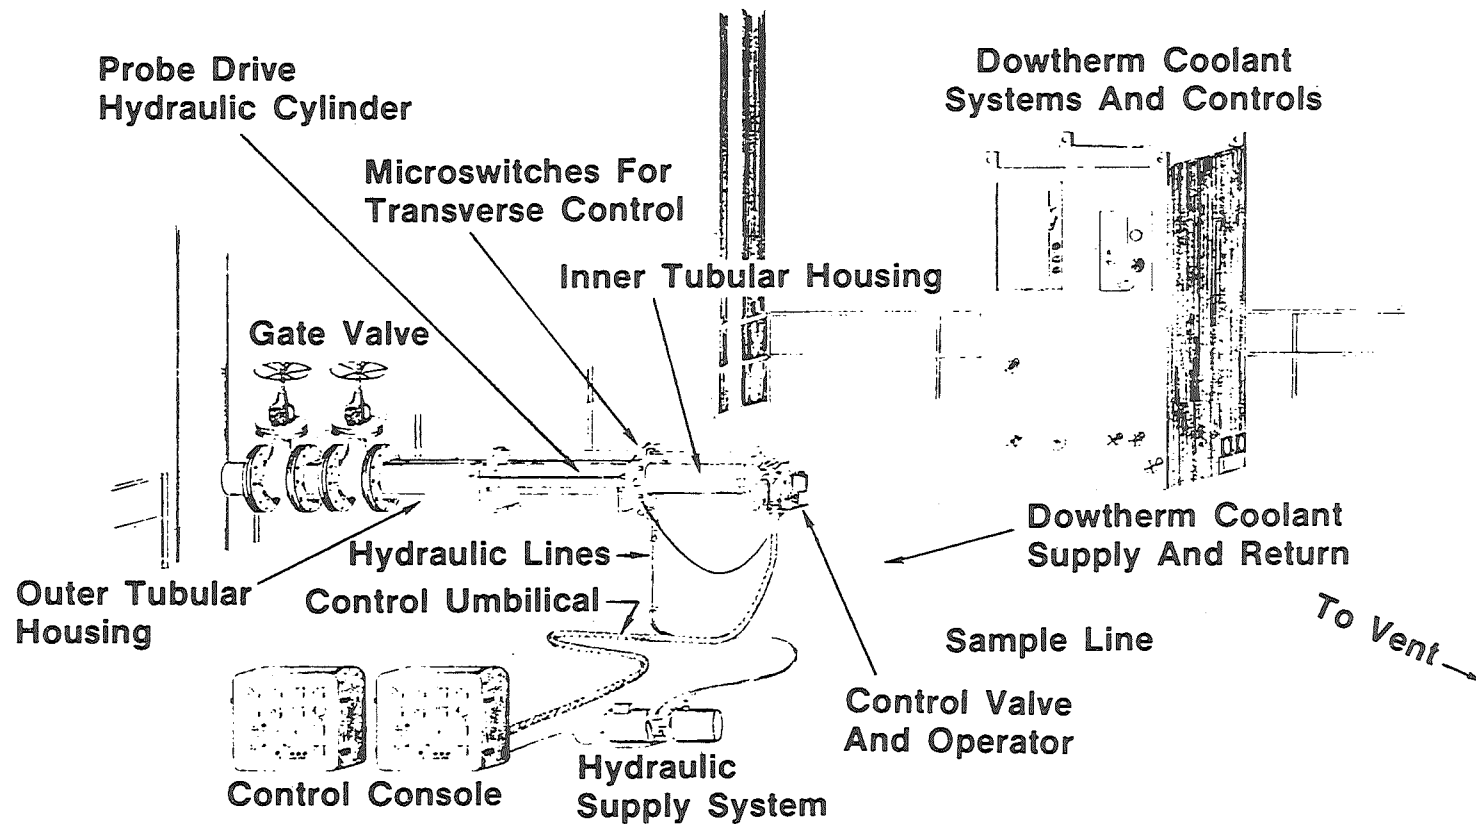 Probe Drive
Hydraulic Cylinder
Dowtherm Coolant
Systems And Controls
Microswitches For
Transverse Control
Inner Tubular Housing
Gate Valve
Dowtherm Coolant
Supply And Return
Hydraulic Lines
Outer Tubular
Housing
Control Umbilical
To Vent
Sample Line
Control Valve
And Operator
Control Console
Hydraulic
Supply System